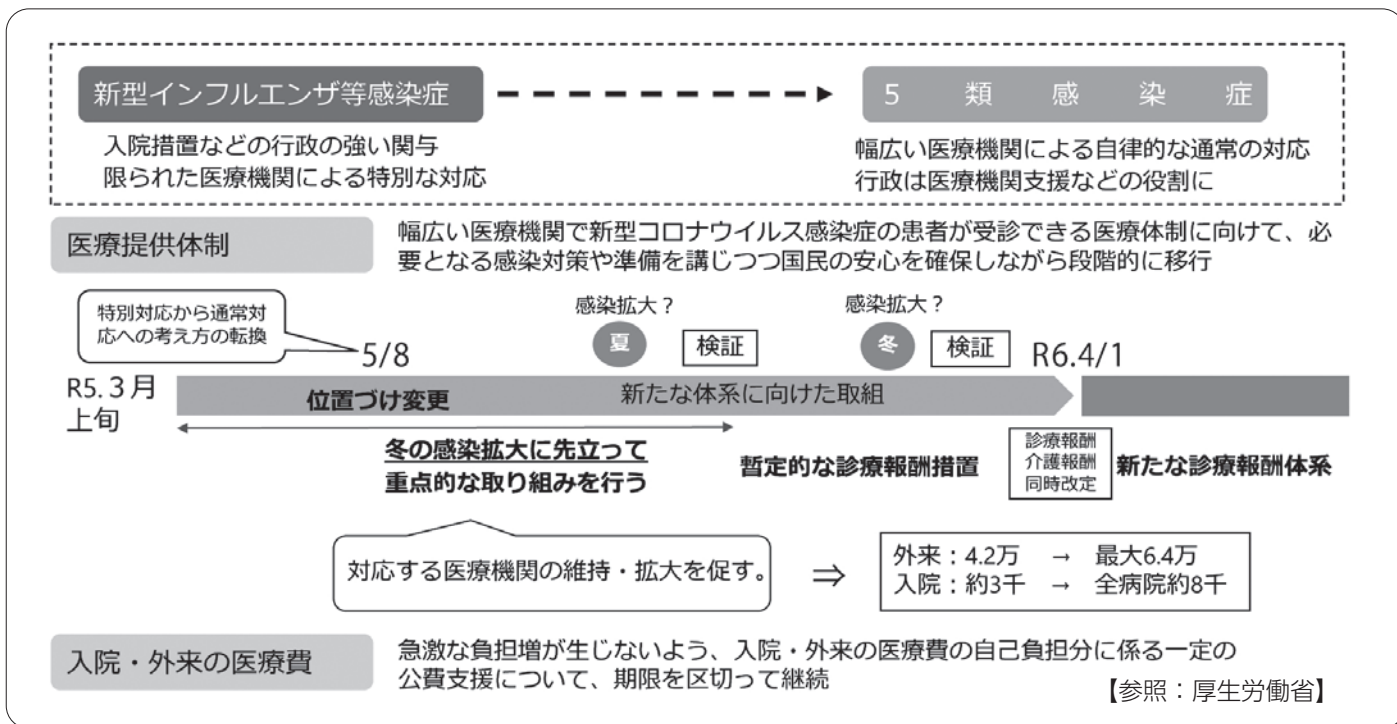 新型インフルエンザ等感染症
5類感染症
入院措置などの行政の強い関与
限られた医療機関による特別な対応
幅広い医療機関による自律的な通常の対応
行政は医療機関支援などの役割に
医療提供体制
幅広い医療機関で新型コロナウイルス感染症の患者が受診できる医療体制に向けて、必
要となる感染対策や準備を講じつつ国民の安心を確保しながら段階的に移行
特別対応から通常対
応への考え方の転換
5/8
感染拡大？
夏
検証
感染拡大？
冬
検証
R6.4/1
R5.３月
上旬
位置づけ変更
新たな体系に向けた取組
冬の感染拡大に先立って
重点的な取り組みを行う
暫定的な診療報酬措置
診療報酬
介護報酬
同時改定
新たな診療報酬体系
対応する医療機関の維持・拡大を促す。
⇒
外来：4.2万 → 最大6.4万
入院：約3千 → 全病院約8千
入院・外来の医療費
急激な負担増が生じないよう、入院・外来の医療費の自己負担分に係る一定の
公費支援について、期限を区切って継続
【参照：厚生労働省】